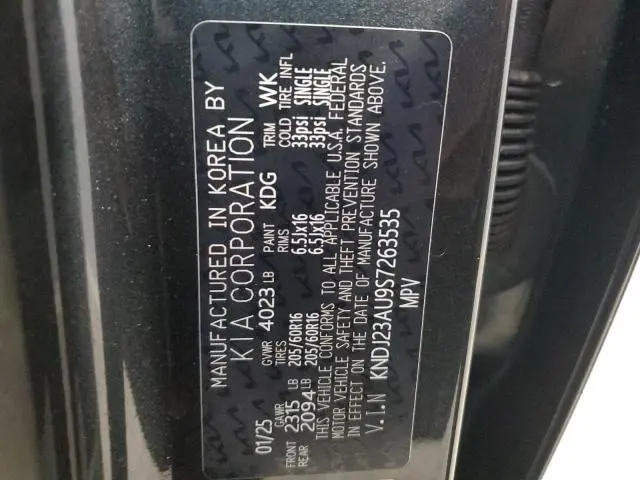 MANUFACTURED IN KOREA BY
KIA CORPORATION
01/25 GVWR 4023 LB PAINT KDG TRIM WK
GAWR TIRES RIMS COLD TIRE INFL
FRONT 2315 LB 205/60R16 6.5Jx16 33psi SINGLE
REAR 2094 LB 205/60R16 6.5Jx16 33psi SINGLE
THIS VEHICLE CONFORMS TO ALL APPLICABLE U.S.A. FEDERAL
MOTOR VEHICLE SAFETY AND THEFT PREVENTION STANDARDS
IN EFFECT ON THE DATE OF MANUFACTURE SHOWN ABOVE.
V.I.N KNDJ23AU9S7263535
MPV